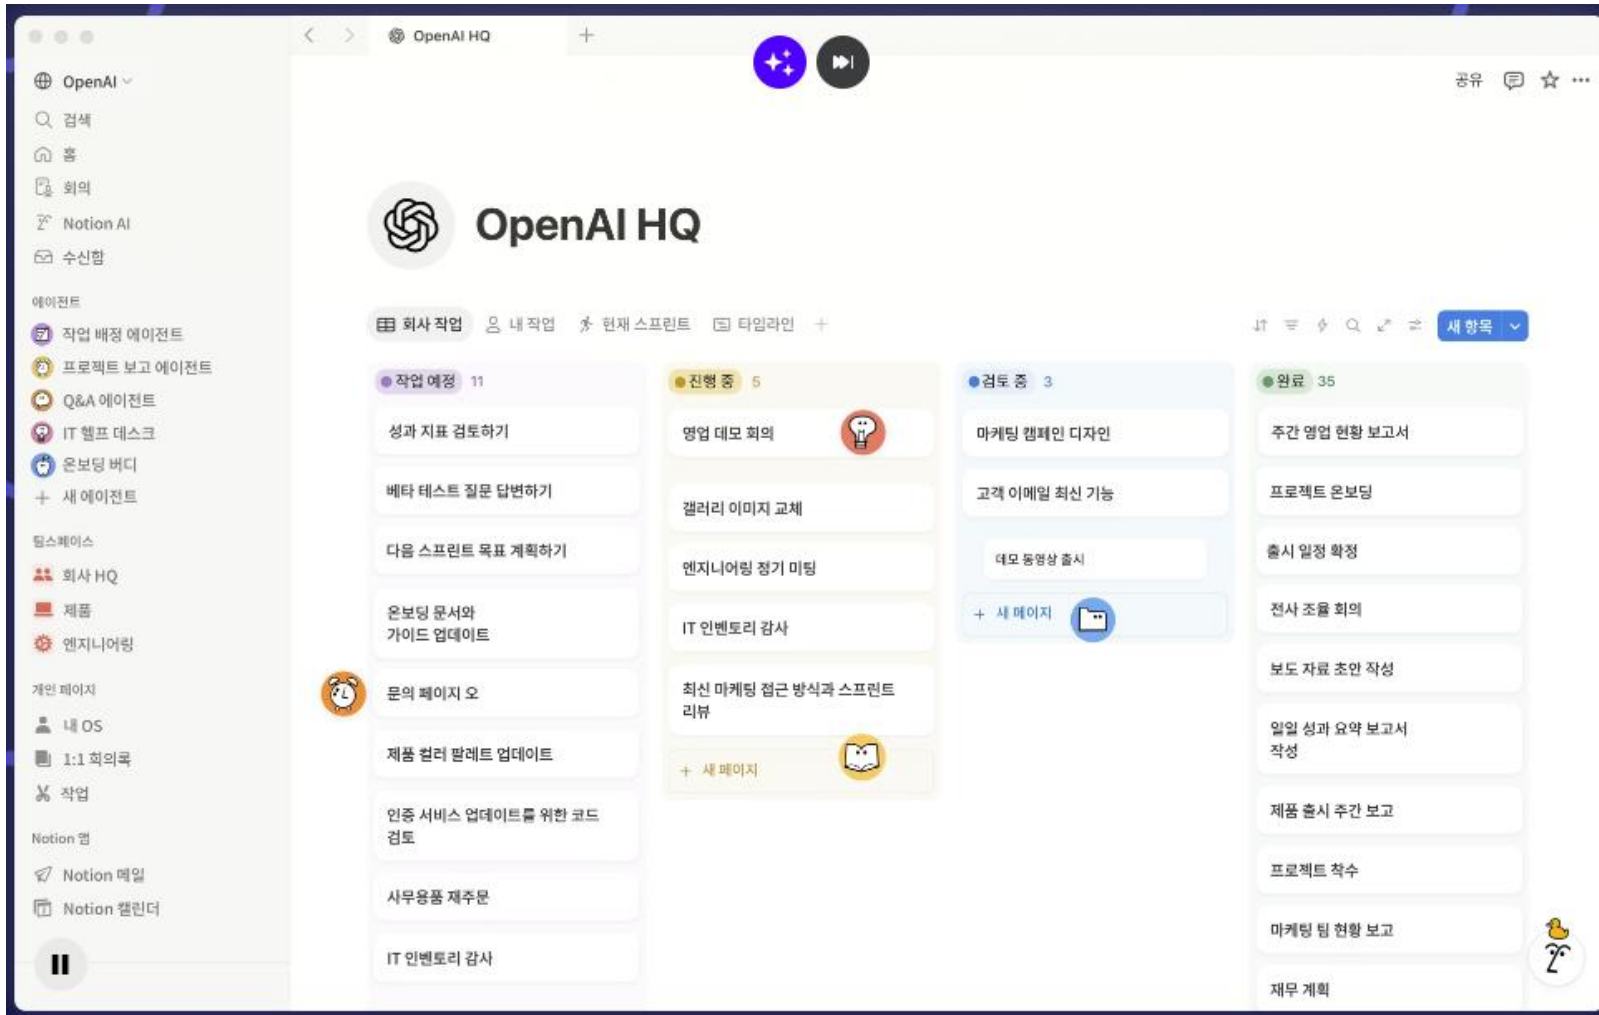 OpenAI HQ
OpenAI
공유
검색
홈
회의
Notion AI
수신함
에이전트
작업 배정 에이전트
프로젝트 보고 에이전트
Q&A 에이전트
IT 헬프 데스크
온보딩 버디
새 에이전트
팀스페이스
회사 HQ
제품
엔지니어링
개인 페이지
내 OS
1:1 회의록
작업
Notion 앱
Notion 메일
Notion 캘린더
OpenAI HQ
회사 작업 내 작업 현재 스프린트 타임라인 +
새 항목
작업 예정 11
성과 지표 검토하기
베타 테스트 질문 답변하기
다음 스프린트 목표 계획하기
온보딩 문서와
가이드 업데이트
문의 페이지 오
제품 컬러 팔레트 업데이트
인증 서비스 업데이트를 위한 코드
검토
사무용품 재주문
IT 인벤토리 감사
진행 중 5
영업 데모 회의
갤러리 이미지 교체
엔지니어링 정기 미팅
IT 인벤토리 감사
최신 마케팅 접근 방식과 스프린트
리뷰
+ 새 페이지
검토 중 3
마케팅 캠페인 디자인
고객 이메일 최신 기능
데모 동영상 출시
+ 새 페이지
완료 35
주간 영업 현황 보고서
프로젝트 온보딩
출시 일정 확정
전사 조율 회의
보도 자료 초안 작성
일일 성과 요약 보고서
작성
제품 출시 주간 보고
프로젝트 착수
마케팅 팀 현황 보고
재무 계획